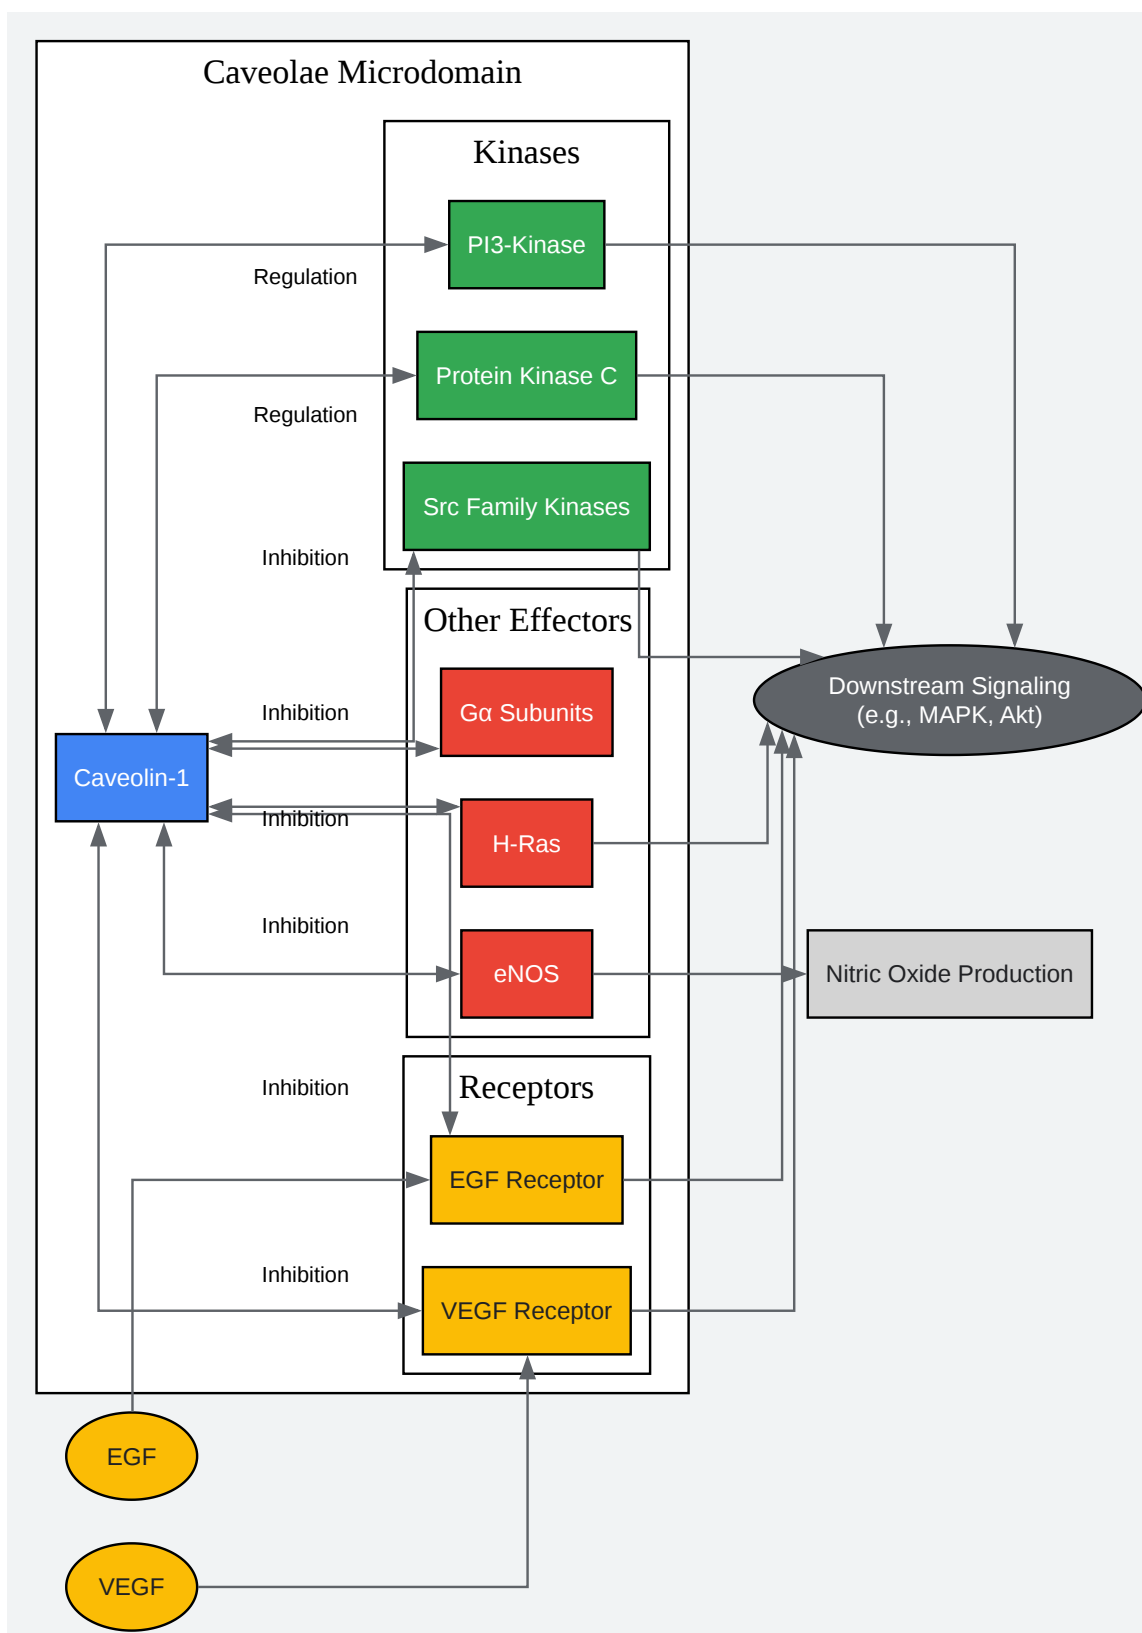 Caveolae Microdomain
Kinases
PI3-Kinase
Regulation
Protein Kinase C
Regulation
Src Family Kinases
Inhibition
Other Effectors
Downstream Signaling
(e.g., MAPK, Akt)
Inhibition
Gα Subunits
Caveolin-1
Inhibition
H-Ras
Inhibition
eNOS
Nitric Oxide Production
Inhibition
Receptors
EGF Receptor
Inhibition
VEGF Receptor
EGF
VEGF